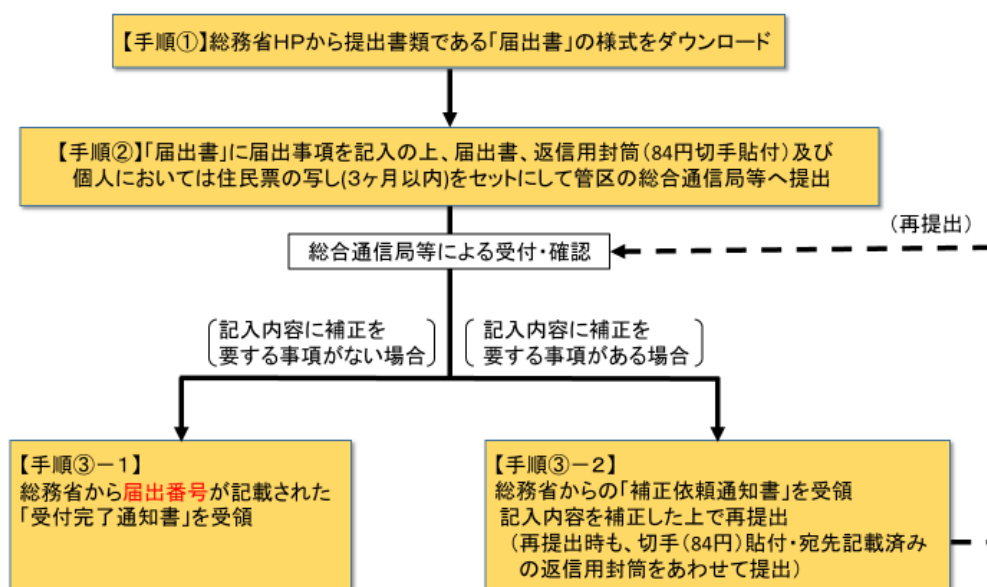 【手順①】総務省HPから提出書類である「届出書」の様式をダウンロード
【手順②】「届出書」に届出事項を記入の上、届出書、返信用封筒(84円切手貼付)及び
個人においては住民票の写し(3ヶ月以内)をセットにして管区の総合通信局等へ提出
(再提出)
総合通信局等による受付・確認
記入内容に補正を
要する事項がない場合
記入内容に補正を
要する事項がある場合
【手順③-1】
総務省から届出番号が記載された
「受付完了通知書」を受領
【手順③-2】
総務省からの「補正依頼通知書」を受領
記入内容を補正した上で再提出
(再提出時も、切手(84円)貼付・宛先記載済み
の返信用封筒をあわせて提出)